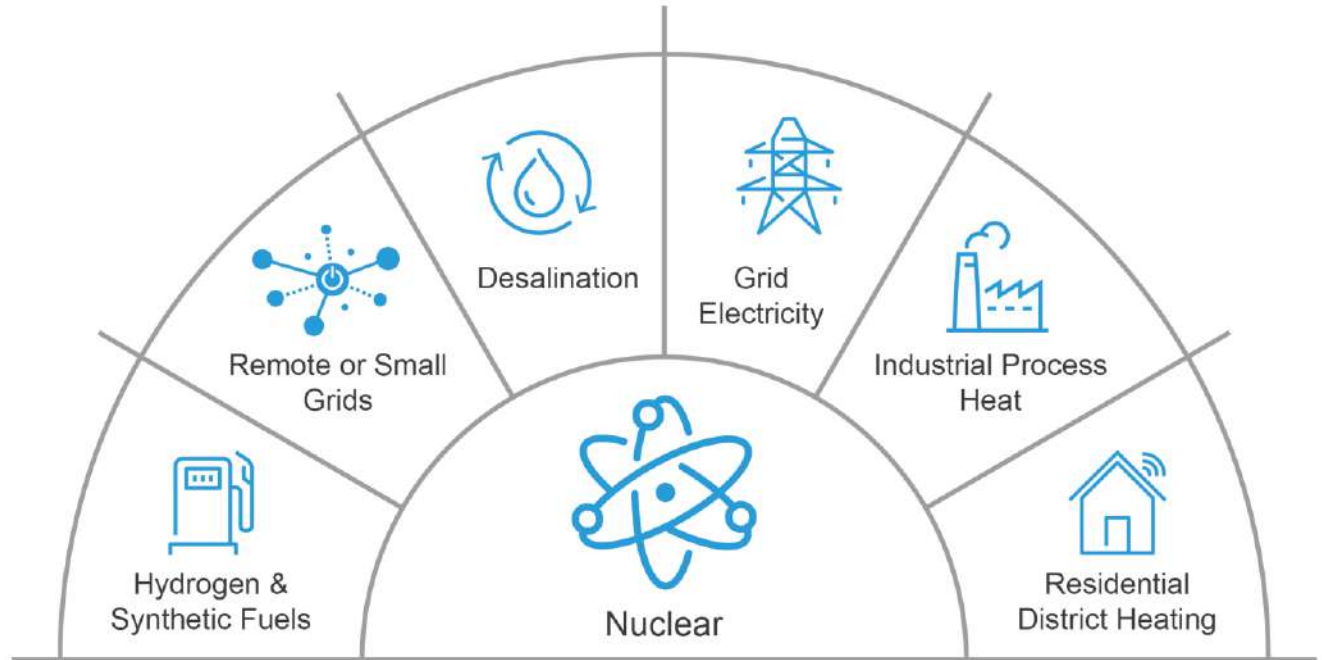 Hydrogen &
Synthetic Fuels
Remote or Small
Grids
Desalination
Grid
Electricity
Industrial Process
Heat
Residential
District Heating
Nuclear